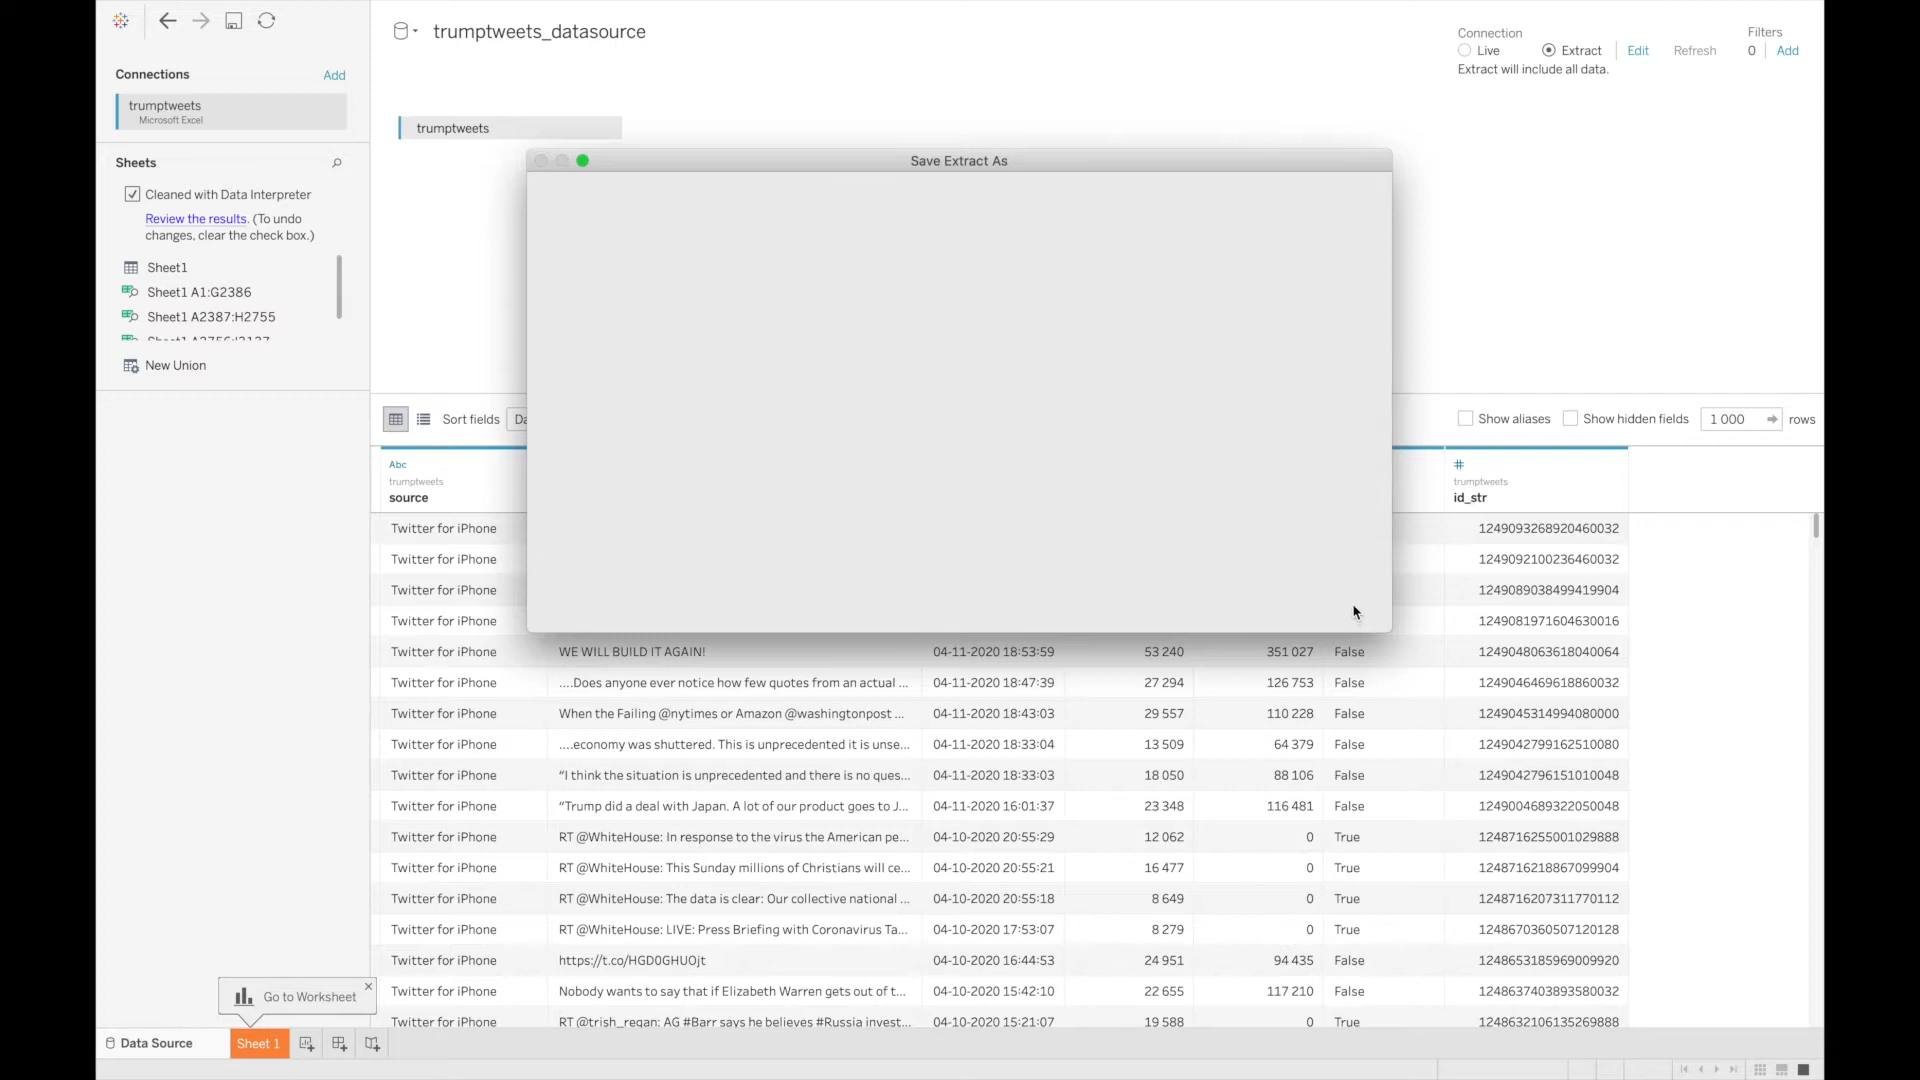 trumptweets_datasource
Connection
Live
Extract
Edit
Refresh
Extract will include all data.
Filters
0
Add
Connections
Add
trumptweets
Microsoft Excel
Sheets
Cleaned with Data Interpreter
Review the results. (To undo
changes, clear the check box.)
Sheet1
Sheet1 A1:G2386
Sheet1 A2387:H2755
New Union
trumptweets
Save Extract As
Sort fields
Da
Show aliases
Show hidden fields
1 000
rows
Abc
trumptweets
source
#
trumptweets
id_str
Twitter for iPhone 1249093268920460032
Twitter for iPhone 1249092100236460032
Twitter for iPhone 1249089038499419904
Twitter for iPhone 1249081971604630016
Twitter for iPhone WE WILL BUILD IT AGAIN! 04-11-2020 18:53:59 53 240 351 027 False 1249048063618040064
Twitter for iPhone ....Does anyone ever notice how few quotes from an actual ... 04-11-2020 18:47:39 27 294 126 753 False 1249046469618860032
Twitter for iPhone When the Failing @nytimes or Amazon @washingtonpost ... 04-11-2020 18:43:03 29 557 110 228 False 1249045314994080000
Twitter for iPhone ....economy was shuttered. This is unprecedented it is unse... 04-11-2020 18:33:04 13 509 64 379 False 1249042799162510080
Twitter for iPhone “I think the situation is unprecedented and there is no ques... 04-11-2020 18:33:03 18 050 88 106 False 1249042796151010048
Twitter for iPhone “Trump did a deal with Japan. A lot of our product goes to J... 04-11-2020 16:01:37 23 348 116 481 False 1249004689322050048
Twitter for iPhone RT @WhiteHouse: In response to the virus the American pe... 04-10-2020 20:55:29 12 062 0 True 1248716255001029888
Twitter for iPhone RT @WhiteHouse: This Sunday millions of Christians will ce... 04-10-2020 20:55:21 16 477 0 True 1248716218867099904
Twitter for iPhone RT @WhiteHouse: The data is clear: Our collective national ... 04-10-2020 20:55:18 8 649 0 True 1248716207311770112
Twitter for iPhone RT @WhiteHouse: LIVE: Press Briefing with Coronavirus Ta... 04-10-2020 17:53:07 8 279 0 True 1248670360507120128
Twitter for iPhone https://t.co/HGD0GHUOjt 04-10-2020 16:44:53 24 951 94 435 False 1248653185969009920
Twitter for iPhone Nobody wants to say that if Elizabeth Warren gets out of t... 04-10-2020 15:42:10 22 655 117 210 False 1248637403893580032
Twitter for iPhone RT @trish_regan: AG #Barr says he believes #Russia invest... 04-10-2020 15:21:07 19 588 0 True 1248632106135269888
Go to Worksheet
Data Source
Sheet 1